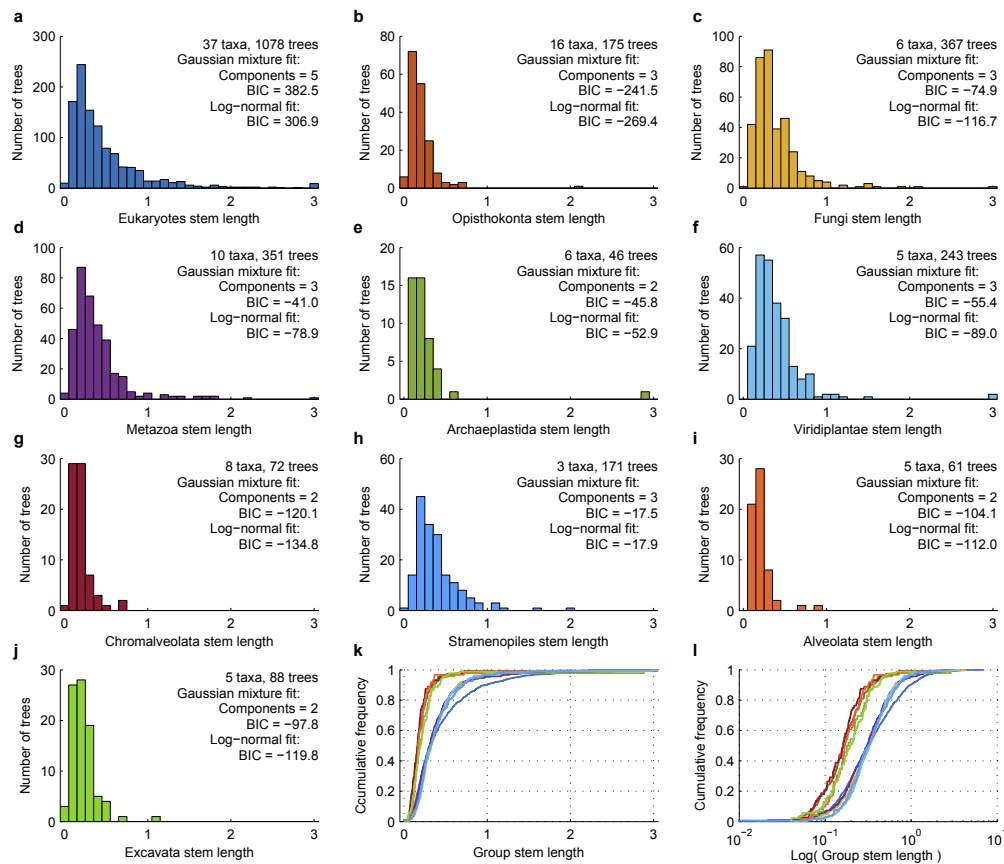 a
37 taxa, 1078 trees
Gaussian mixture fit:
Components = 5
BIC = 382.5
Log−normal fit:
BIC = 306.9
Number of trees
300
200
100
0
0 1 2 3
Eukaryotes stem length
b
16 taxa, 175 trees
Gaussian mixture fit:
Components = 3
BIC = −241.5
Log−normal fit:
BIC = −269.4
Number of trees
80
60
40
20
0
0 1 2 3
Opisthokonta stem length
c
6 taxa, 367 trees
Gaussian mixture fit:
Components = 3
BIC = −74.9
Log−normal fit:
BIC = −116.7
Number of trees
100
80
60
40
20
0
0 1 2 3
Fungi stem length
d
10 taxa, 351 trees
Gaussian mixture fit:
Components = 3
BIC = −41.0
Log−normal fit:
BIC = −78.9
Number of trees
100
80
60
40
20
0
0 1 2 3
Metazoa stem length
e
6 taxa, 46 trees
Gaussian mixture fit:
Components = 2
BIC = −45.8
Log−normal fit:
BIC = −52.9
Number of trees
20
15
10
5
0
0 1 2 3
Archaeplastida stem length
f
5 taxa, 243 trees
Gaussian mixture fit:
Components = 3
BIC = −55.4
Log−normal fit:
BIC = −89.0
Number of trees
60
40
20
0
0 1 2 3
Viridiplantae stem length
g
8 taxa, 72 trees
Gaussian mixture fit:
Components = 2
BIC = −120.1
Log−normal fit:
BIC = −134.8
Number of trees
30
20
10
0
0 1 2 3
Chromalveolata stem length
h
3 taxa, 171 trees
Gaussian mixture fit:
Components = 3
BIC = −17.5
Log−normal fit:
BIC = −17.9
Number of trees
60
40
20
0
0 1 2 3
Stramenopiles stem length
i
5 taxa, 61 trees
Gaussian mixture fit:
Components = 2
BIC = −104.1
Log−normal fit:
BIC = −112.0
Number of trees
30
20
10
0
0 1 2 3
Alveolata stem length
j
5 taxa, 88 trees
Gaussian mixture fit:
Components = 2
BIC = −97.8
Log−normal fit:
BIC = −119.8
Number of trees
30
20
10
0
0 1 2 3
Excavata stem length
k
Ccumulative frequency
1
0.8
0.6
0.4
0.2
0
0 1 2 3
Group stem length
l
Cumulative frequency
1
0.8
0.6
0.4
0.2
0
10−2 10−1 100 101
Log( Group stem length )